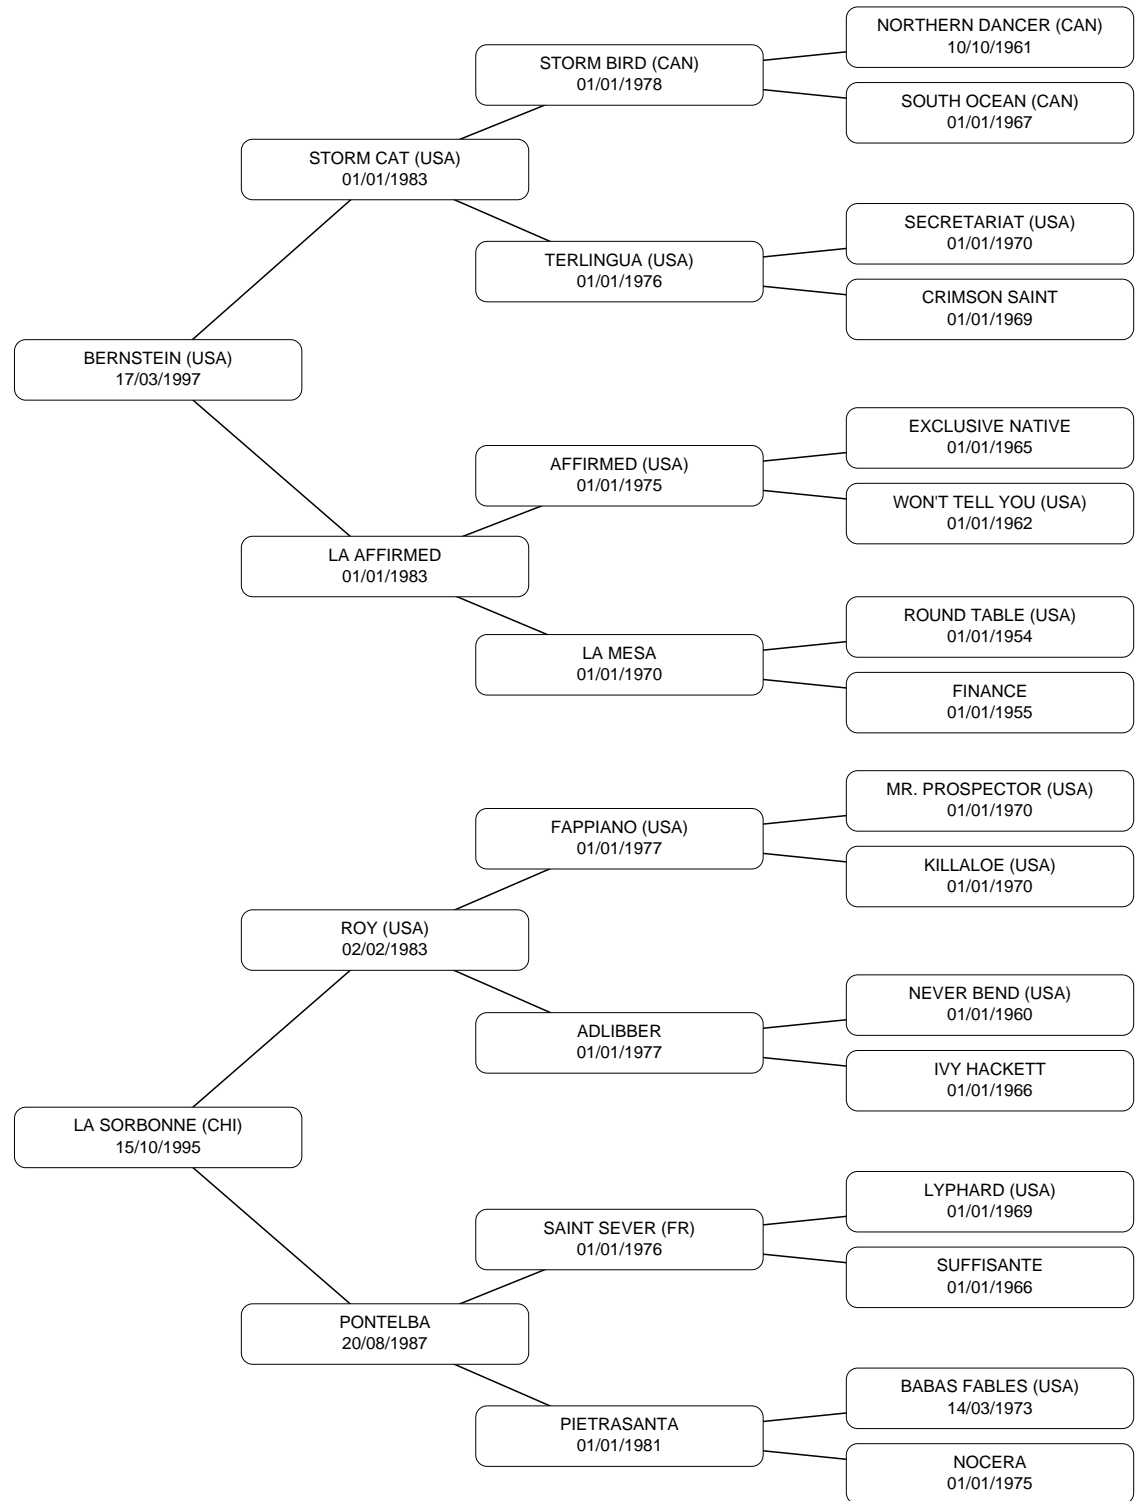 NORTHERN DANCER (CAN)
10/10/1961
STORM BIRD (CAN)
01/01/1978
SOUTH OCEAN (CAN)
01/01/1967
STORM CAT (USA)
01/01/1983
SECRETARIAT (USA)
01/01/1970
TERLINGUA (USA)
01/01/1976
CRIMSON SAINT
01/01/1969
BERNSTEIN (USA)
17/03/1997
EXCLUSIVE NATIVE
01/01/1965
AFFIRMED (USA)
01/01/1975
WON'T TELL YOU (USA)
01/01/1962
LA AFFIRMED
01/01/1983
ROUND TABLE (USA)
01/01/1954
LA MESA
01/01/1970
FINANCE
01/01/1955
MR. PROSPECTOR (USA)
01/01/1970
FAPPIANO (USA)
01/01/1977
KILLALOE (USA)
01/01/1970
ROY (USA)
02/02/1983
NEVER BEND (USA)
01/01/1960
ADLIBBER
01/01/1977
IVY HACKETT
01/01/1966
LA SORBONNE (CHI)
15/10/1995
LYPHARD (USA)
01/01/1969
SAINT SEVER (FR)
01/01/1976
SUFFISANTE
01/01/1966
PONTELBA
20/08/1987
BABAS FABLES (USA)
14/03/1973
PIETRASANTA
01/01/1981
NOCERA
01/01/1975